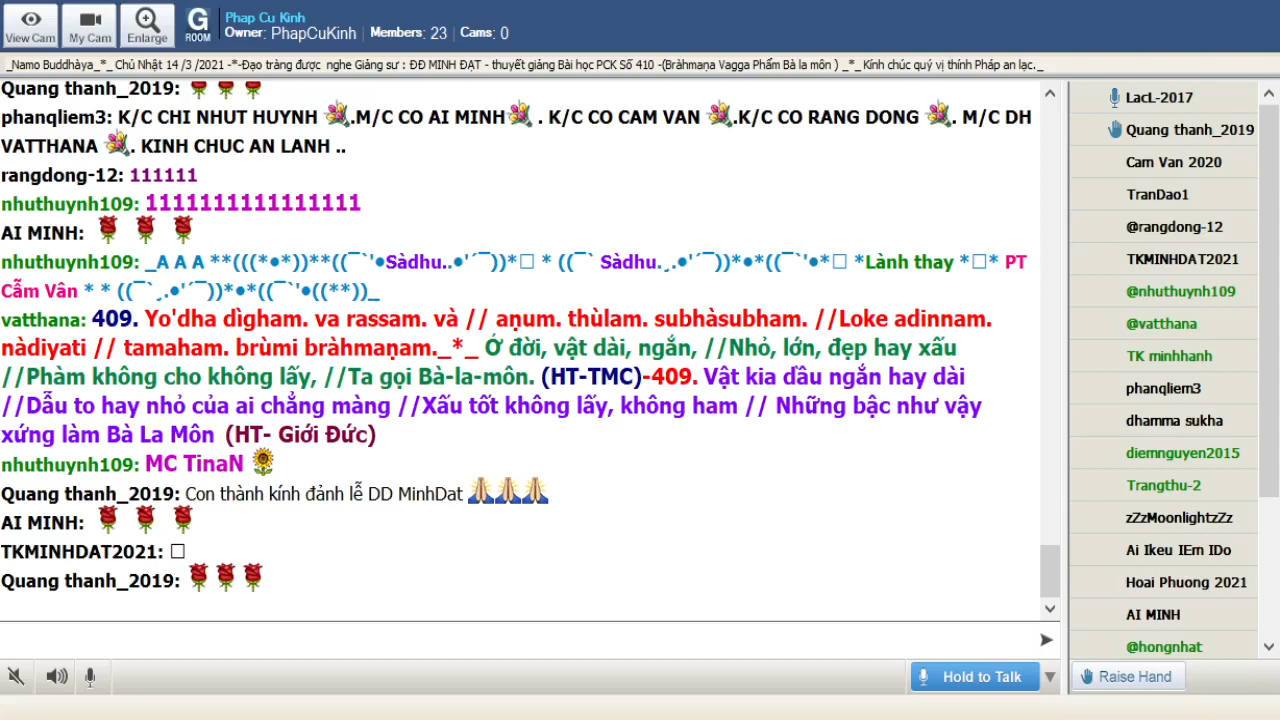 View Cam
My Cam
Enlarge
G
ROOM
Phap Cu Kinh
Owner: PhapCuKinh | Members: 23 | Cams: 0
_Namo Buddhàya_*_ Chủ Nhật 14 /3 /2021 -*-Đạo tràng được nghe Giảng sư : ĐĐ MINH ĐẠT - thuyết giảng Bài học PCK Số 410 -(Bràhmaṇa Vagga Phẩm Bà la môn ) _*_Kính chúc quý vị thính Pháp an lạc._
Quang thanh_2019:
phanqliem3: K/C CHI NHUT HUYNH .M/C CO AI MINH . K/C CO CAM VAN .K/C CO RANG DONG . M/C DH
VATTHANA . KINH CHUC AN LANH ..
rangdong-12: 111111
nhuthuynh109: 1111111111111111
AI MINH:
nhuthuynh109: _A A A **(((*•*))**((¯`'•Sàdhu..•'´¯))*□ * ((¯` Sàdhu.¸.•'´¯))*•*((¯`'•*□ *Lành thay *□* PT
Cẩm Vân * * ((¯`¸.•'´¯))*•*((¯`'•((**))_
vatthana: 409. Yo'dha dìgham. va rassam. và // aṇum. thùlam. subhàsubham. //Loke adinnam.
nàdiyati // tamaham. brùmi bràhmaṇam._*_ Ớ đời, vật dài, ngắn, //Nhỏ, lớn, đẹp hay xấu
//Phàm không cho không lấy, //Ta gọi Bà-la-môn. (HT-TMC)-409. Vật kia dầu ngắn hay dài
//Dẫu to hay nhỏ của ai chẳng màng //Xấu tốt không lấy, không ham // Những bậc như vậy
xứng làm Bà La Môn (HT- Giới Đức)
nhuthuynh109: MC TinaN
Quang thanh_2019: Con thành kính đảnh lễ DD MinhDat
AI MINH:
TKMINHDAT2021: □
Quang thanh_2019:
Hold to Talk
LacL-2017
Quang thanh_2019
Cam Van 2020
TranDao1
@rangdong-12
TKMINHDAT2021
@nhuthuynh109
@vatthana
TK minhhanh
phanqliem3
dhamma sukha
diemnguyen2015
Trangthu-2
zZzMoonlightzZz
Ai Ikeu IEm IDo
Hoai Phuong 2021
AI MINH
@hongnhat
Raise Hand